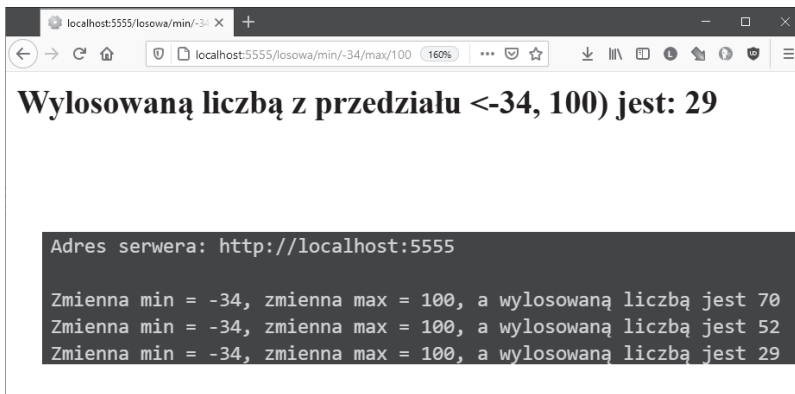 localhost:5555/losowa/min/-34
localhost:5555/losowa/min/-34/max/100 160%
Wylosowaną liczbą z przedziału <-34, 100) jest: 29
Adres serwera: http://localhost:5555
Zmienna min = -34, zmienna max = 100, a wylosowaną liczbą jest 70
Zmienna min = -34, zmienna max = 100, a wylosowaną liczbą jest 52
Zmienna min = -34, zmienna max = 100, a wylosowaną liczbą jest 29